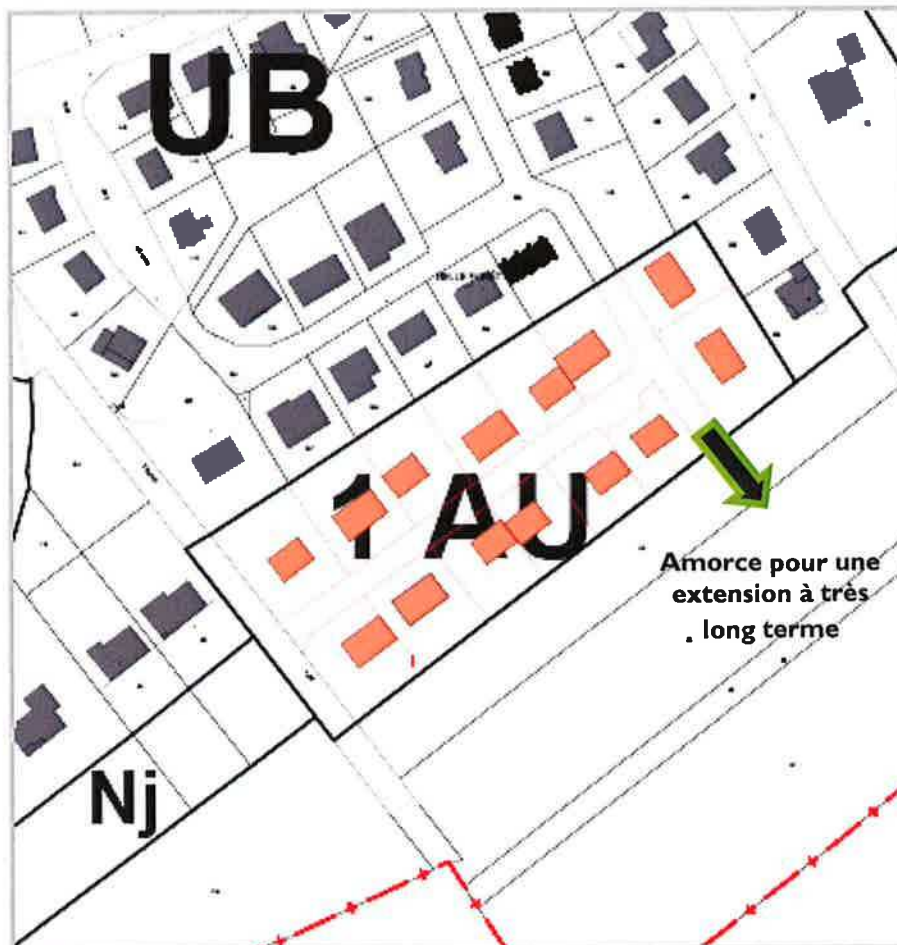 UB
1 AU
Amorce pour une
extension à très
long terme
Nj